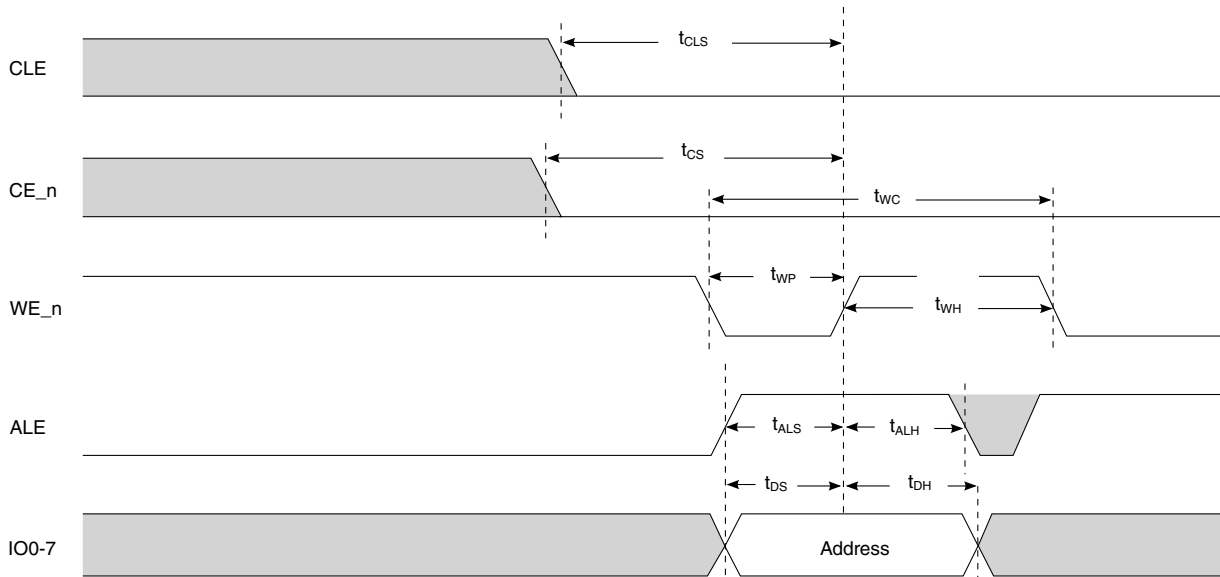 CLE
tCLS
CE_n
tCS
tWC
WE_n
tWP
tWH
ALE
tALS
tALH
tDS
tDH
IO0-7
Address